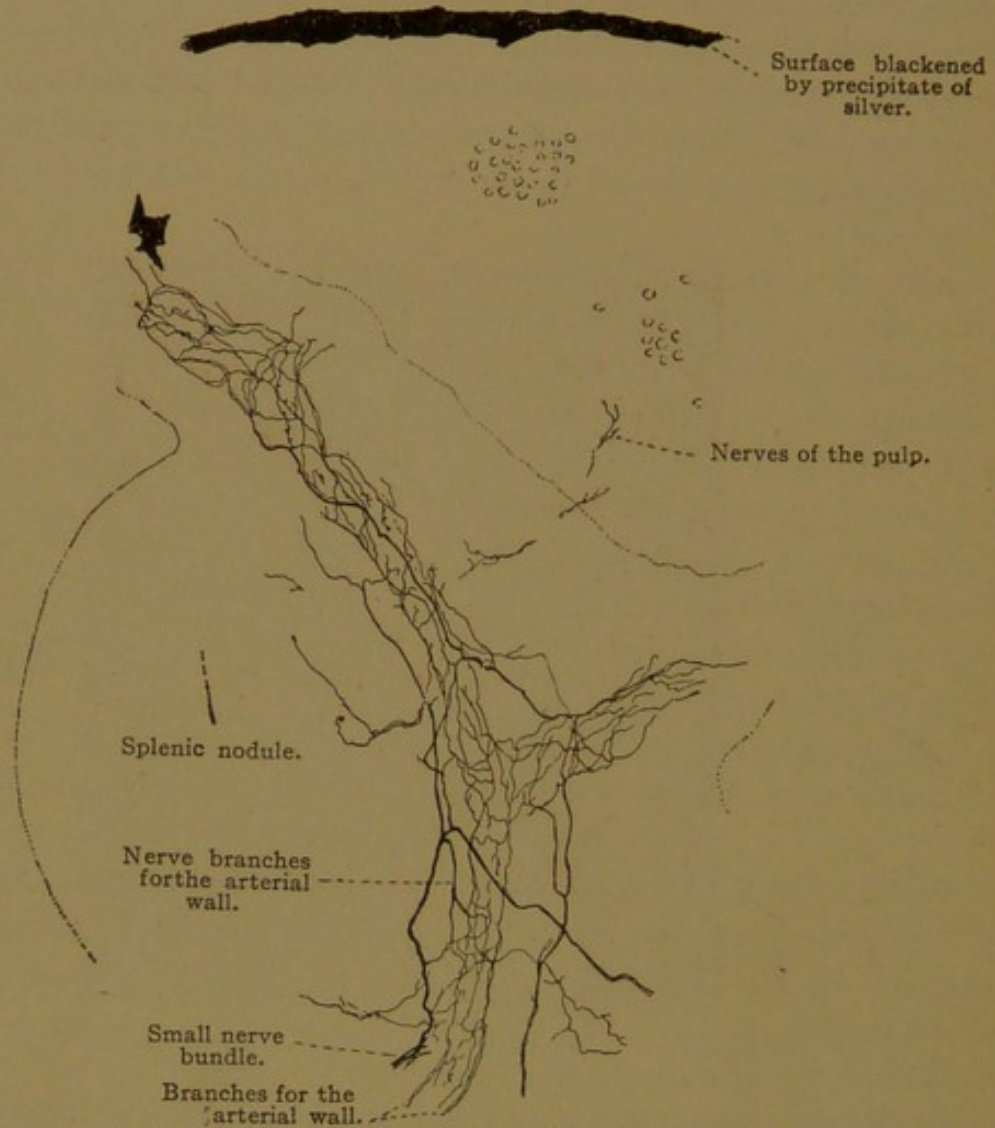 Surface blackened
by precipitate of
silver.
Nerves of the pulp.
Splenic nodule.
Nerve branches
forthe arterial
wall.
Small nerve
bundle.
Branches for the
arterial wall.